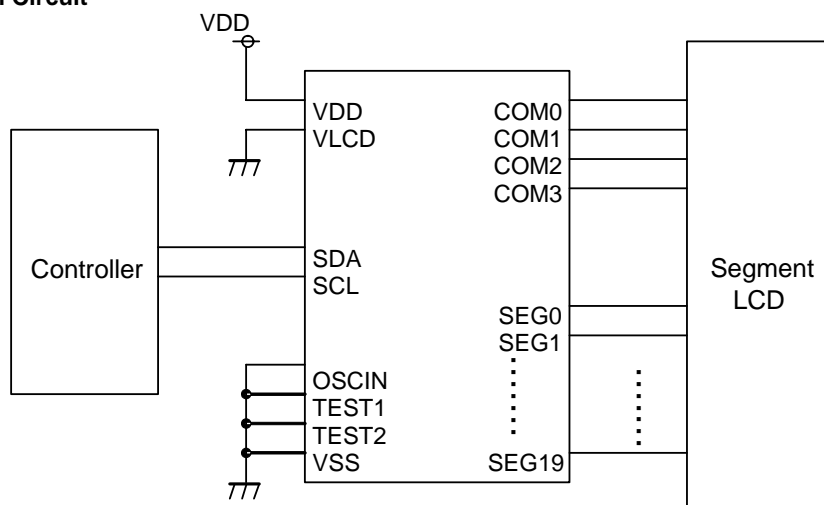 Circuit
VDD
VDD
VLCD
SDA
SCL
OSCIN
TEST1
TEST2
VSS
COM0
COM1
COM2
COM3
SEG0
SEG1
SEG19
Controller
Segment
LCD